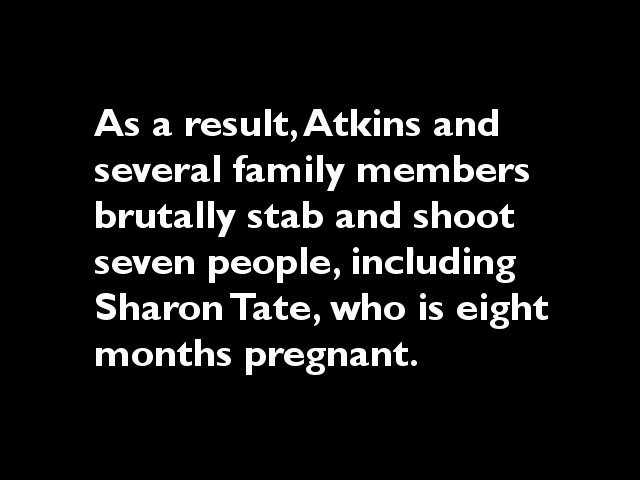 As a result, Atkins and
several family members
brutally stab and shoot
seven people, including
Sharon Tate, who is eight
months pregnant.